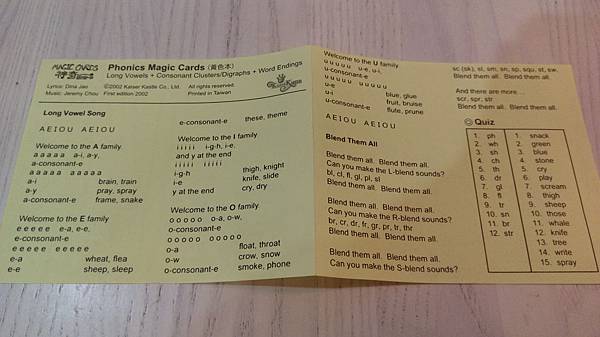 MAGIC CARDS
Phonics Magic Cards (黃色本)
Long Vowels + Consonant Clusters/Digraphs + Word Endings
Lyrics: Dina Jao ©2002 Kaiser Kastle Co., Ltd. All rights reserved.
Music: Jeremy Chou First edition 2002 Printed in Taiwan
Long Vowel Song
A E I O U A E I O U
Welcome to the A family
a a a a a a-i, a-y,
a-consonant-e
a a a a a a a a a a
a-i brain, train
a-y pray, spray
a-consonant-e frame, snake
Welcome to the E family
e e e e e e-a, e-e,
e-consonant-e
e e e e e e e e e e
e-a wheat, flea
e-e sheep, sleep
e-consonant-e these, theme
Welcome to the I family
i i i i i i-g-h, i-e,
and y at the end
i i i i i i i i i i
i-g-h thigh, knight
i-e knife, slide
y at the end cry, dry
Welcome to the O family
o o o o o o-a, o-w,
o-consonant-e
o o o o o o o o o o
o-a float, throat
o-w crow, snow
o-consonant-e smoke, phone
Welcome to the U family
u u u u u u-e, u-i,
u-consonant-e
u u u u u u u u u u
u-e blue, glue
u-i fruit, bruise
u-consonant-e flute, prune
A E I O U A E I O U
Blend Them All
Blend them all. Blend them all.
Can you make the L-blend sounds?
bl, cl, fl, gl, pl, sl
Blend them all. Blend them all.
Blend them all. Blend them all.
Can you make the R-blend sounds?
br, cr, dr, fr, gr, pr, tr, thr
Blend them all. Blend them all.
Blend them all. Blend them all.
Can you make the S-blend sounds?
sc (sk), sl, sm, sn, sp, squ, st, sw,
Blend them all. Blend them all.
And there are more...
scr, spr, str
Blend them all. Blend them all.
Quiz
1. ph
2. wh
3. sh
4. ch
5. th
6. dr
7. gl
8. fl
9. tr
10. sn
11. br
12. str
1. snack
2. green
3. blue
4. stone
5. cry
6. play
7. scream
8. thigh
9. sheep
10. those
11. whale
12. knife
13. tree
14. write
15. spray